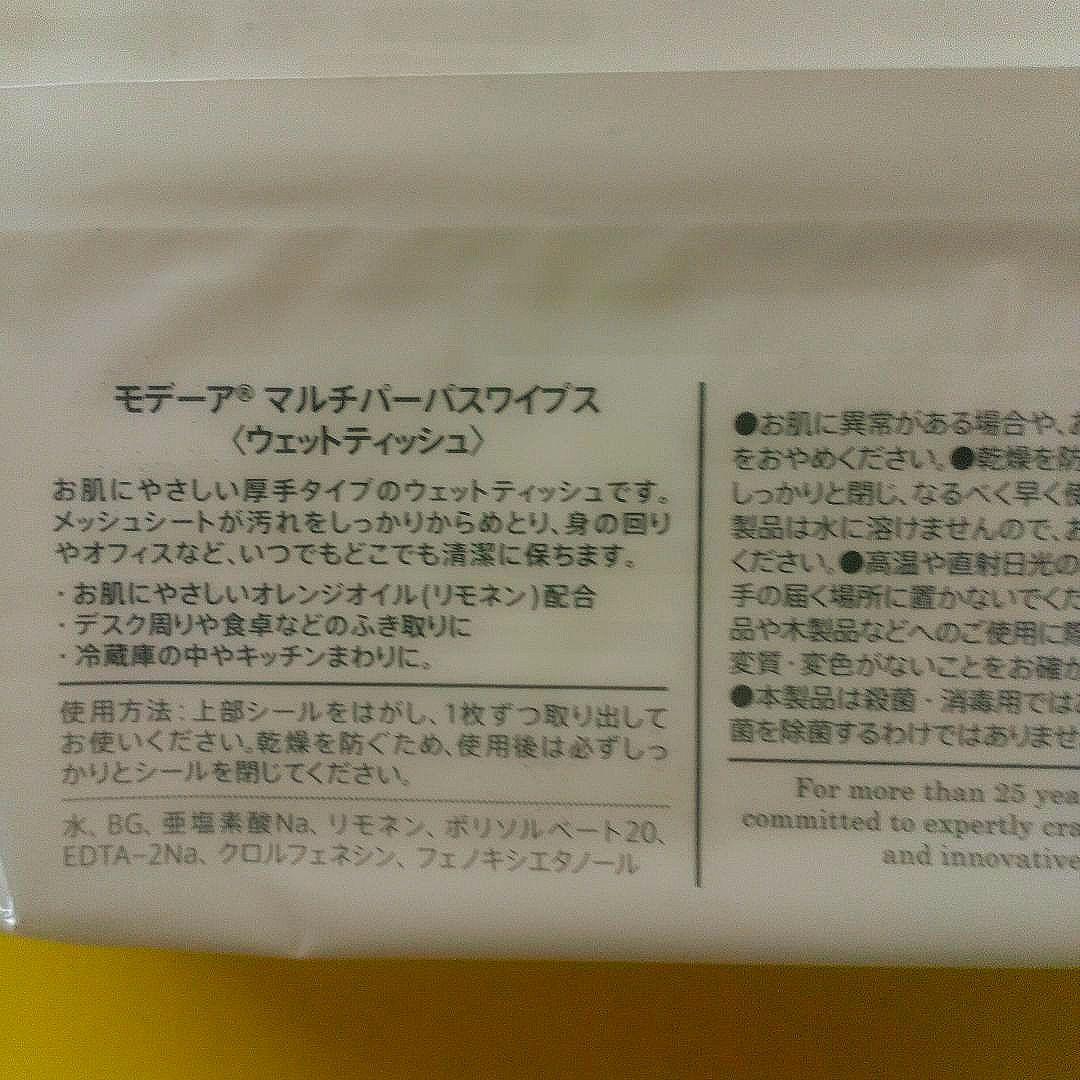 モデーア® マルチパーパスワイプス
〈ウェットティッシュ〉
お肌にやさしい厚手タイプのウェットティッシュです。
メッシュシートが汚れをしっかりからめとり、身の回り
やオフィスなど、いつでもどこでも清潔に保ちます。
・お肌にやさしいオレンジオイル(リモネン)配合
・デスク周りや食卓などのふき取りに
・冷蔵庫の中やキッチンまわりに。
使用方法：上部シールをはがし、1枚ずつ取り出して
お使いください。乾燥を防ぐため、使用後は必ずしっ
かりとシールを閉じてください。
水、BG、亜塩素酸Na、リモネン、ポリソルベート20、
EDTA−2Na、クロルフェネシン、フェノキシエタノール
●お肌に異常がある場合や、お
をおやめください。●乾燥を防
しっかりと閉じ、なるべく早く使
製品は水に溶けませんので、お
ください。●高温や直射日光の
手の届く場所に置かないでくだ
品や木製品などへのご使用に際
変質・変色がないことをお確か
●本製品は殺菌・消毒用では
菌を除菌するわけではありませ
For more than 25 yea
committed to expertly cra
and innovative